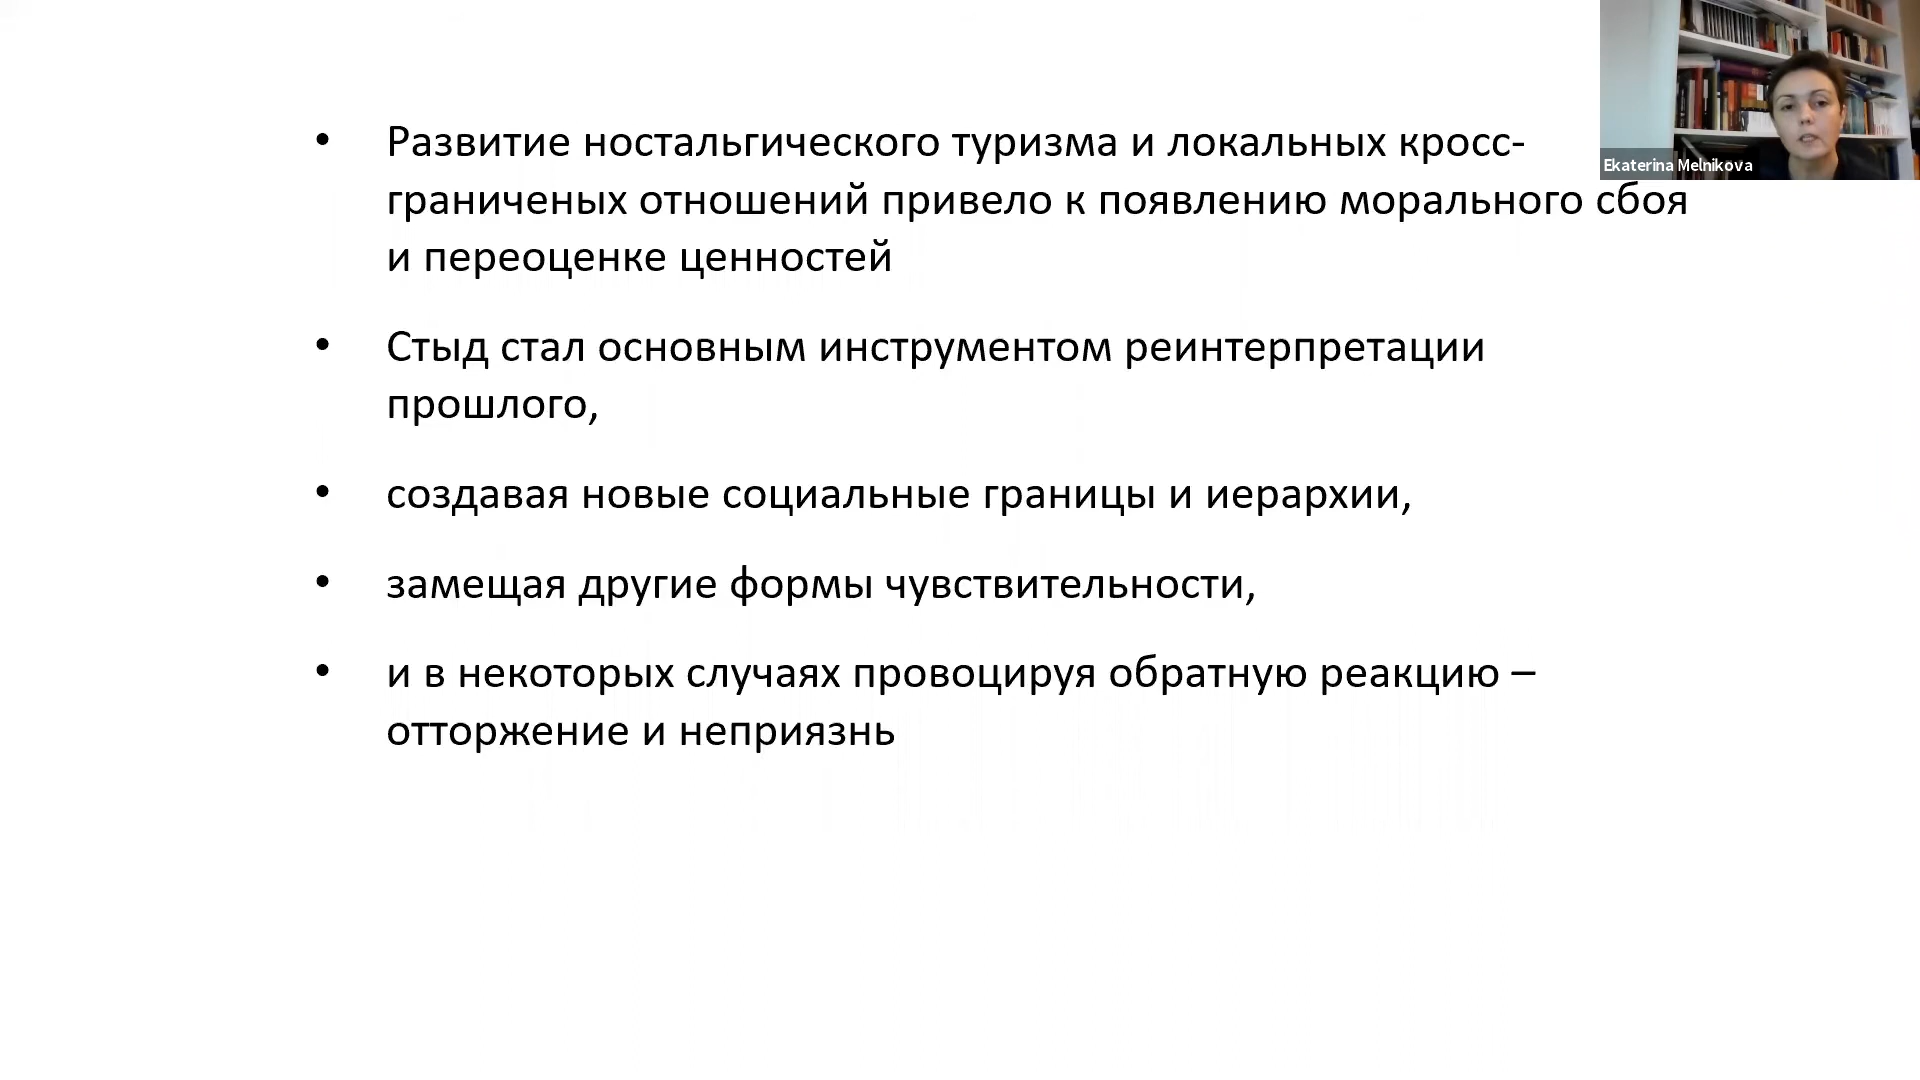 • Развитие ностальгического туризма и локальных кросс-
граниченых отношений привело к появлению морального сбоя
и переоценке ценностей
• Стыд стал основным инструментом реинтерпретации
прошлого,
• создавая новые социальные границы и иерархии,
• замещая другие формы чувствительности,
• и в некоторых случаях провоцируя обратную реакцию –
отторжение и неприязнь
Ekaterina Melnikova